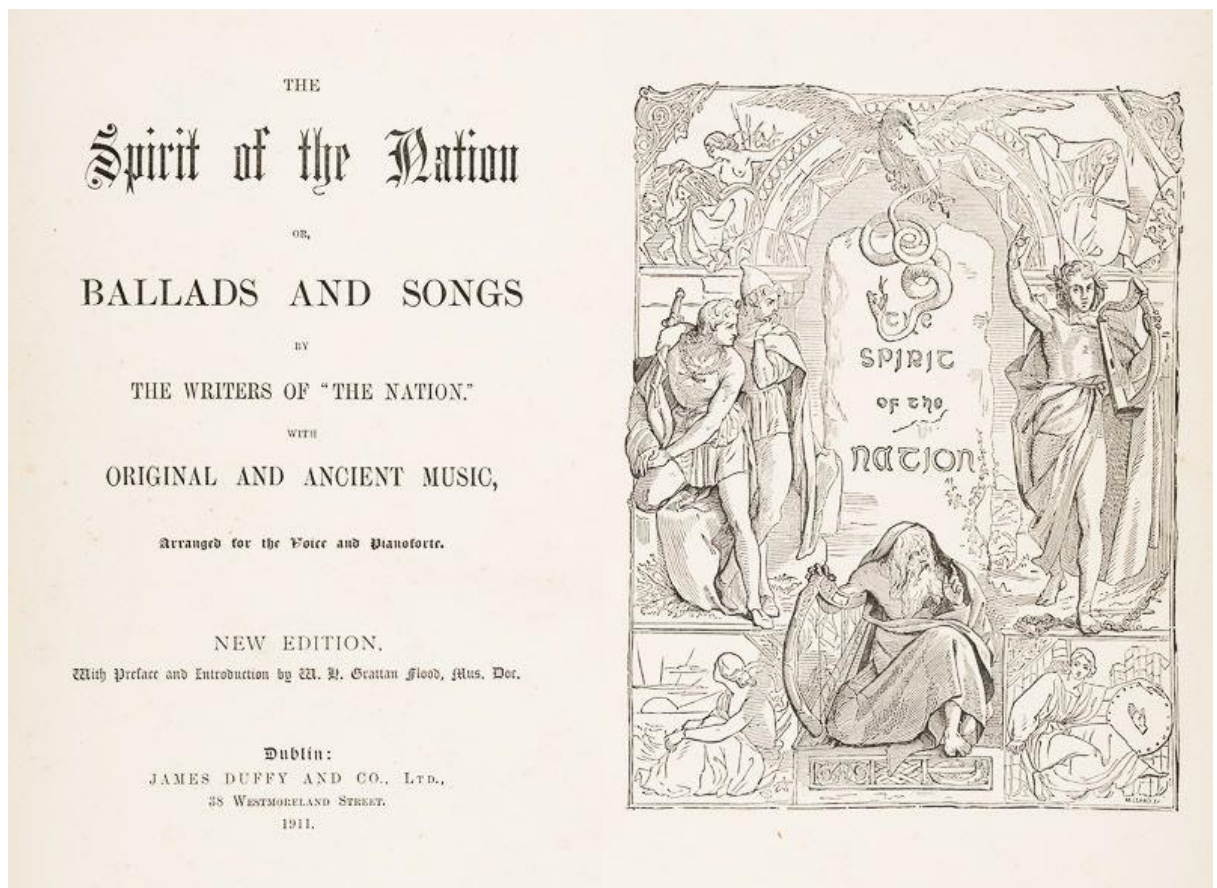 THE
Spirit of the Nation
OR,
BALLADS AND SONGS
BY
THE WRITERS OF "THE NATION."
WITH
ORIGINAL AND ANCIENT MUSIC,
Arranged for the Voice and Pianoforte.
NEW EDITION,
With Preface and Introduction by W. H. Grattan Flood, Mus. Doc.
Dublin:
JAMES DUFFY AND CO., LTD.,
38 WESTMORELAND STREET.
1911.
THE
SPIRIT
OF THE
NATION